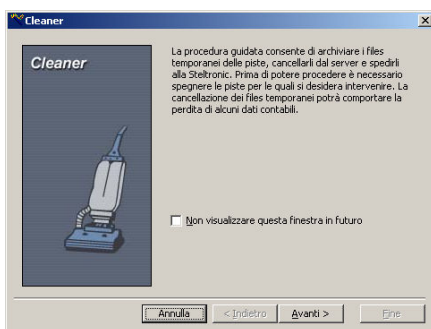 Cleaner
Cleaner
La procedura guidata consente di archiviare i files
temporanei delle piste, cancellarli dal server e spedirli
alla Steltronic. Prima di potere procedere è necessario
spegnere le piste per le quali si desidera intervenire. La
cancellazione dei files temporanei potrà comportare la
perdita di alcuni dati contabili.
Non visualizzare questa finestra in futuro
Annulla < Indietro Avanti > Fine